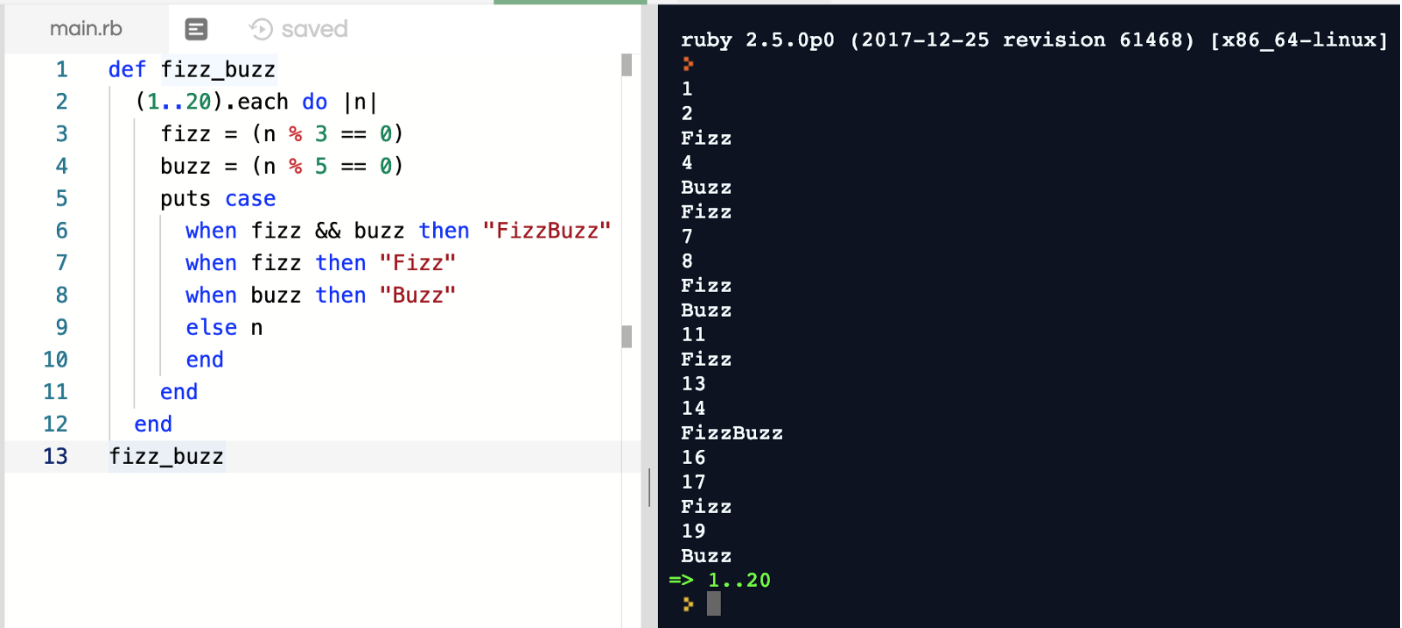 main.rb saved
1 def fizz_buzz
2 (1..20).each do |n|
3 fizz = (n % 3 == 0)
4 buzz = (n % 5 == 0)
5 puts case
6 when fizz && buzz then "FizzBuzz"
7 when fizz then "Fizz"
8 when buzz then "Buzz"
9 else n
10 end
11 end
12 end
13 fizz_buzz
ruby 2.5.0p0 (2017-12-25 revision 61468) [x86_64-linux]
1
2
Fizz
4
Buzz
Fizz
7
8
Fizz
Buzz
11
Fizz
13
14
FizzBuzz
16
17
Fizz
19
Buzz
=> 1..20